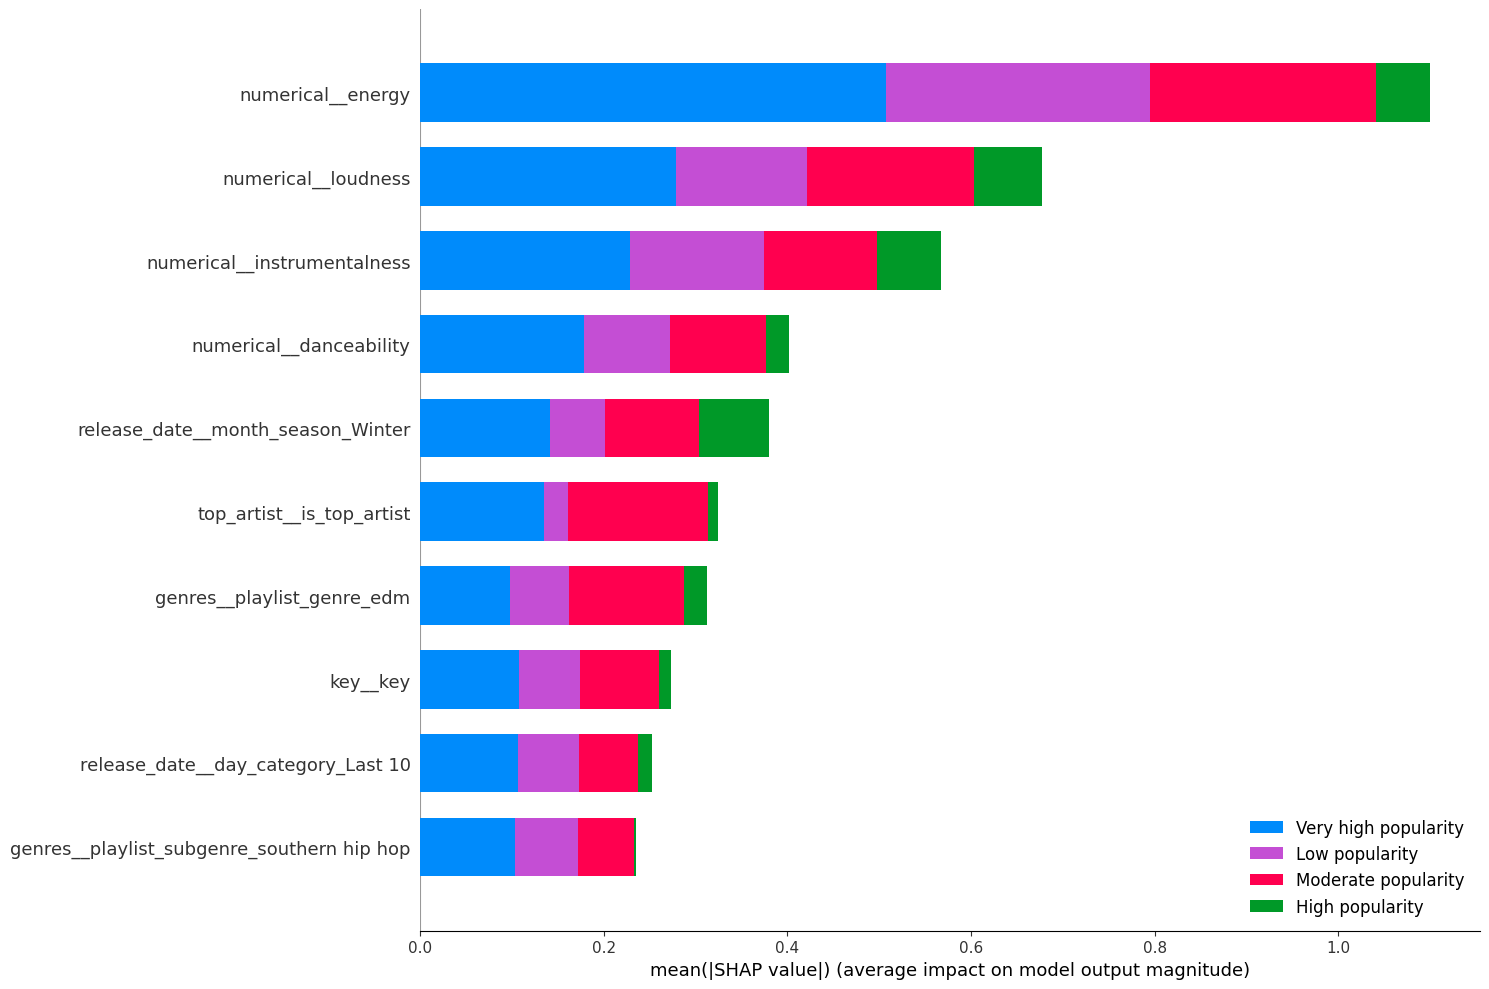 numerical__energy
numerical__loudness
numerical__instrumentalness
numerical__danceability
release_date__month_season_Winter
top_artist__is_top_artist
genres__playlist_genre_edm
key__key
release_date__day_category_Last 10
genres__playlist_subgenre_southern hip hop
Very high popularity
Low popularity
Moderate popularity
High popularity
0.0 0.2 0.4 0.6 0.8 1.0
mean(|SHAP value|) (average impact on model output magnitude)